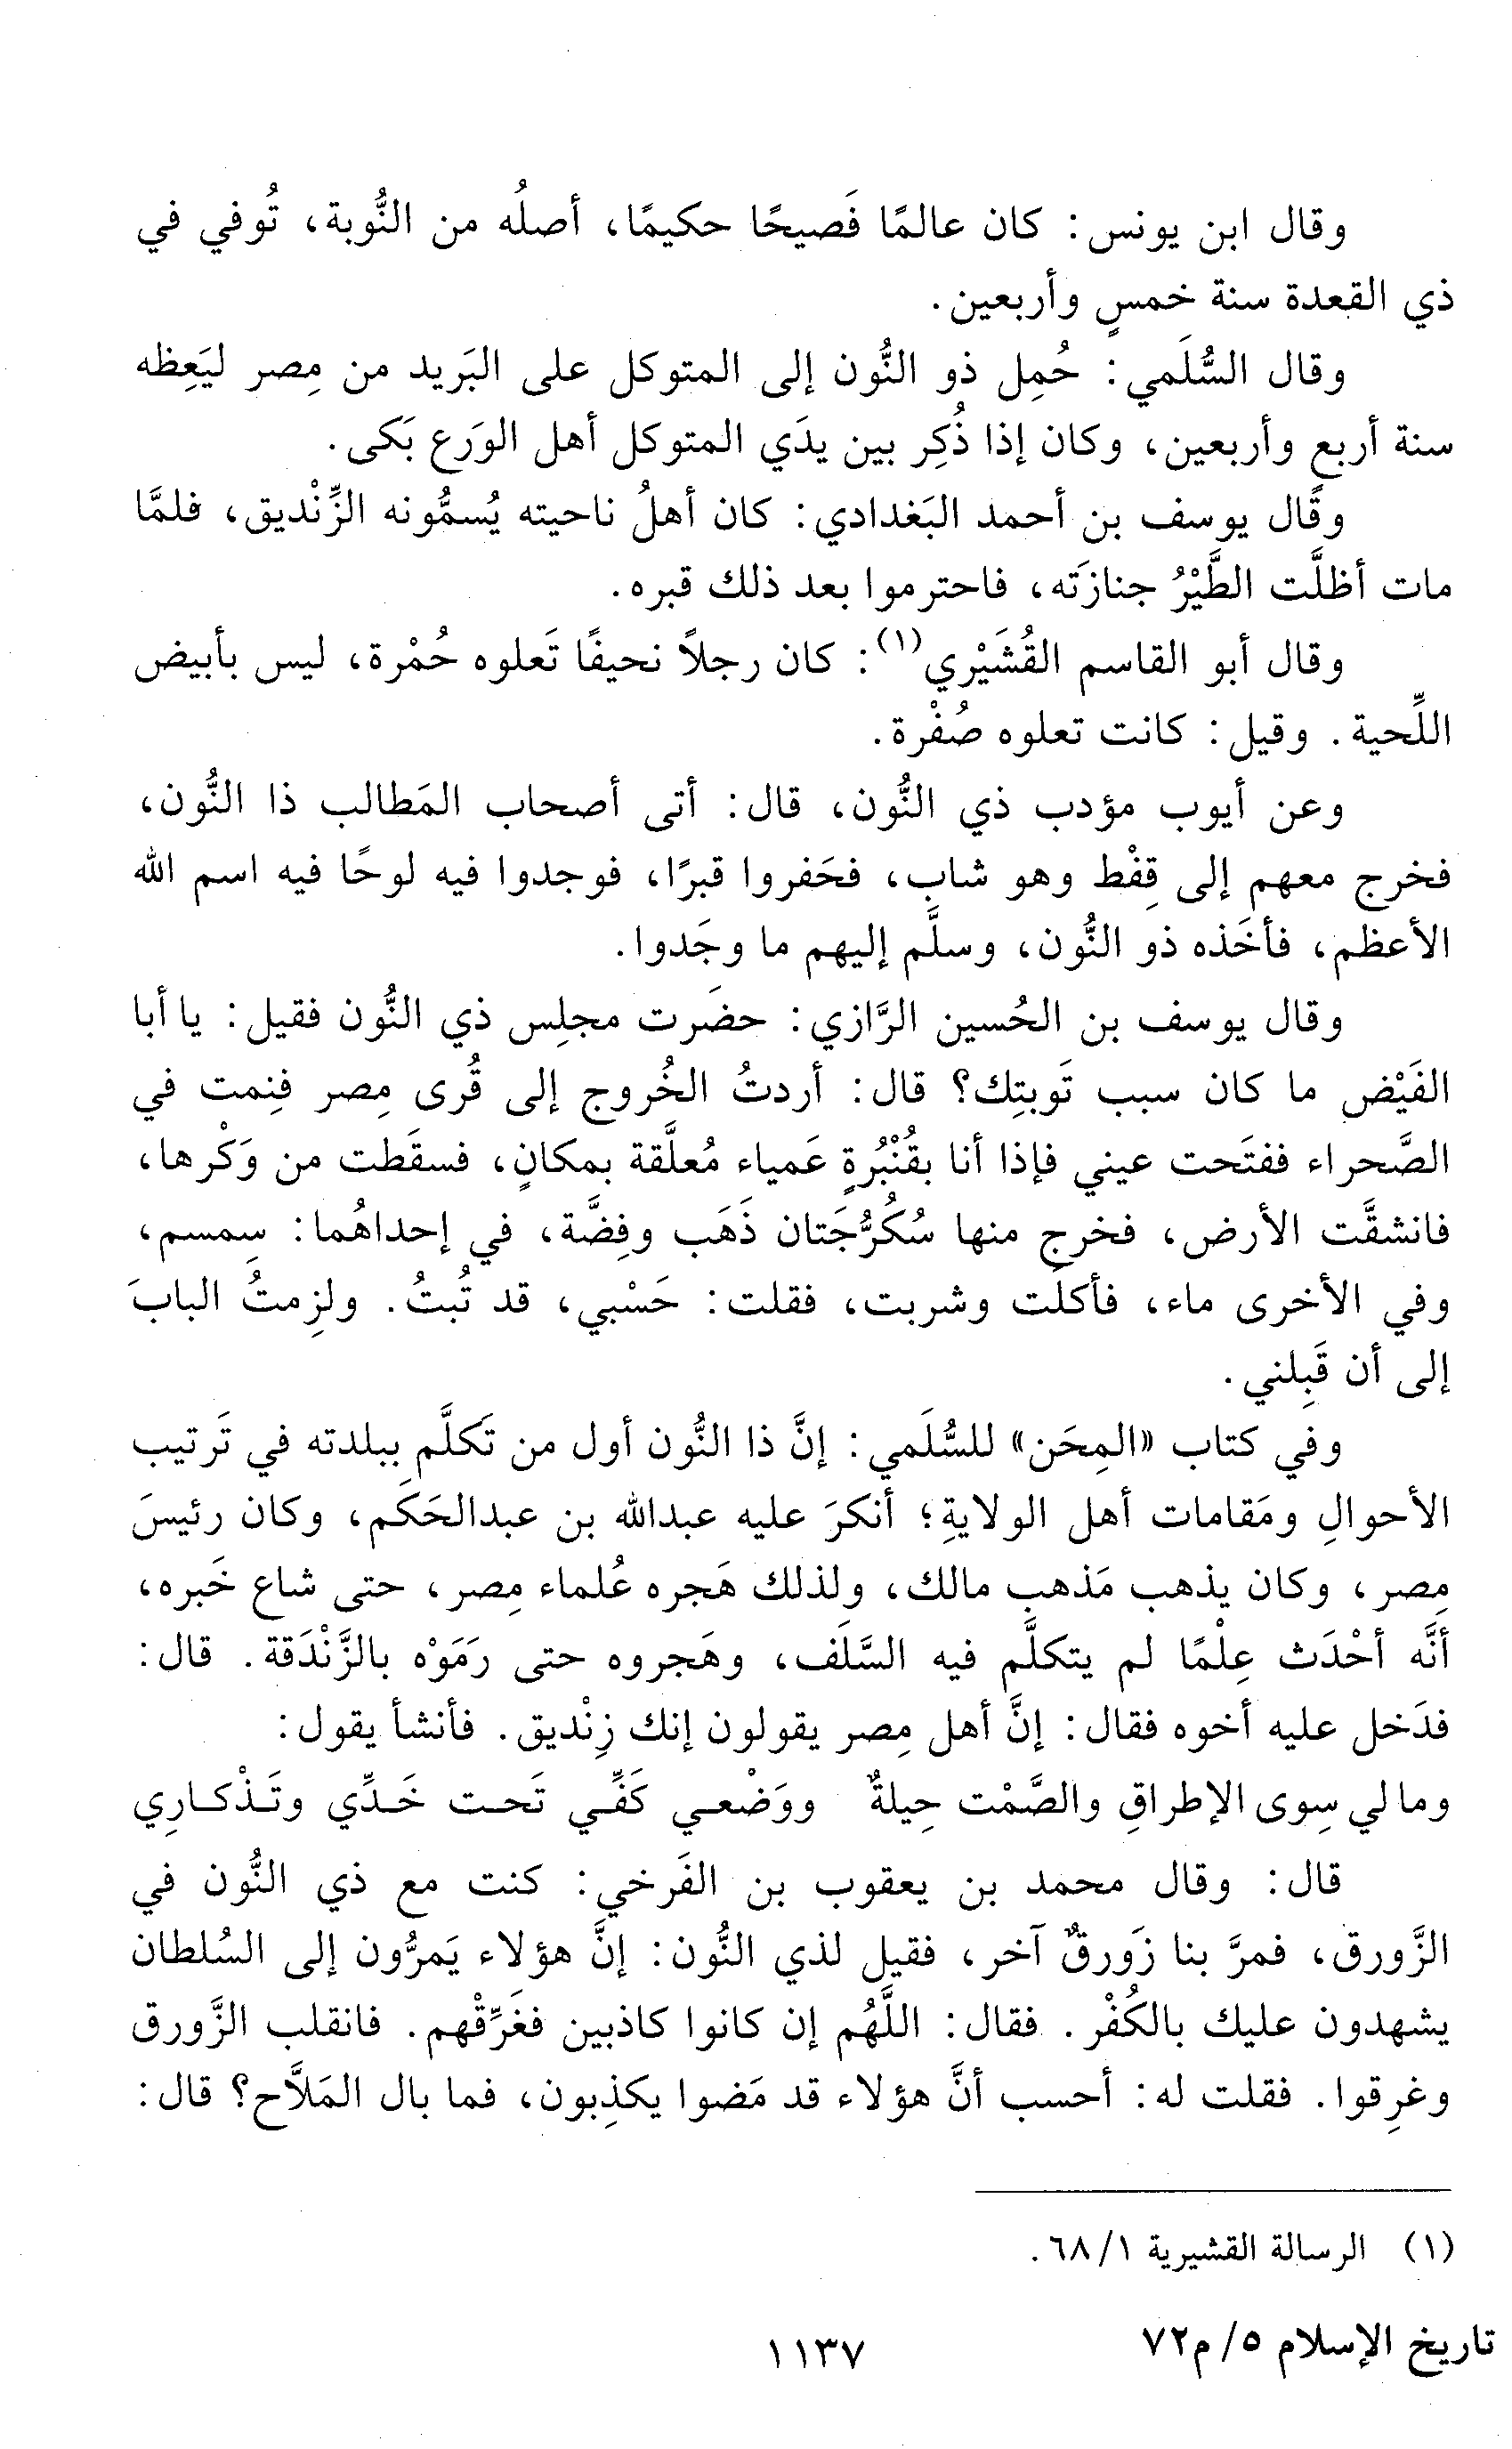 وقال ابن يونس: كان عالمًا فَصيحًا حكيمًا، أصلُه من النُّوبة، تُوفي في
ذي القعدة سنة خمسٍ وأربعين.
وقال السُّلَمي: حُمِل ذو النُّون إلى المتوكل على البَريد من مِصر ليَعِظه
سنة أربع وأربعين، وكان إذا ذُكِر بين يدَي المتوكل أهل الوَرَع بَكى.
وقال يوسف بن أحمد البَغدادي: كان أهلُ ناحيته يُسمُّونه الزِّنْديق، فلمَّا
مات أظلَّت الطَّيْرُ جنازَته، فاحترموا بعد ذلك قبره.
وقال أبو القاسم القُشَيْري(١): كان رجلاً نحيفًا تَعلوه حُمْرة، ليس بأبيض
اللِّحية. وقيل: كانت تعلوه صُفْرة.
وعن أيوب مؤدب ذي النُّون، قال: أتى أصحاب المَطالب ذا النُّون،
فخرج معهم إلى قِفْط وهو شاب، فحَفروا قبرًا، فوجدوا فيه لوحًا فيه اسم الله
الأعظم، فأخَذه ذو النُّون، وسلَّم إليهم ما وجَدوا.
وقال يوسف بن الحُسين الرَّازي: حضَرت مجلِس ذي النُّون فقيل: يا أبا
الفَيْض ما كان سبب تَوبتِك؟ قال: أردتُ الخُروج إلى قُرى مِصر فنِمت في
الصَّحراء ففتَحت عيني فإذا أنا بقُنْبُرةٍ عَمياء مُعلَّقة بمكانٍ، فسقَطت من وَكْرها،
فانشقَّت الأرض، فخرج منها سُكُرُّجَتان ذَهَب وفِضَّة، في إحداهُما: سِمسم،
وفي الأخرى ماء، فأكلت وشربت، فقلت: حَسْبي، قد تُبتُ. ولزِمتُ البابَ
إلى أن قَبِلني.
وفي كتاب «المِحَن» للسُّلَمي: إنَّ ذا النُّون أول من تَكلَّم ببلدته في تَرتيب
الأحوالِ ومَقامات أهل الولايةِ؛ أنكرَ عليه عبدالله بن عبدالحَكَم، وكان رئيسَ
مِصر، وكان يذهب مَذهب مالك، ولذلك هَجره عُلماء مِصر، حتى شاع خَبره،
أنَّه أحْدَث عِلْمًا لم يتكلَّم فيه السَّلَف، وهَجروه حتى رَمَوْه بالزَّنْدَقة. قال:
فدَخل عليه أخوه فقال: إنَّ أهل مِصر يقولون إنك زِنْديق. فأنشأ يقول:
وما لي سِوى الإطراقِ والصَّمْت حِيلةٌ ووَضْعي كَفِّي تَحت خَدِّي وتَذْكارِي
قال: وقال محمد بن يعقوب بن الفَرخي: كنت مع ذي النُّون في
الزَّورق، فمرَّ بنا زَورقٌ آخر، فقيل لذي النُّون: إنَّ هؤلاء يَمرُّون إلى السُلطان
يشهدون عليك بالكُفْر. فقال: اللَّهُم إن كانوا كاذبين فغَرِّقْهم. فانقلب الزَّورق
وغرِقوا. فقلت له: أحسب أنَّ هؤلاء قد مَضوا يكذِبون، فما بال المَلاَّح؟ قال:
(١) الرسالة القشيرية ١/ ٦٨.
تاريخ الإسلام ٥/ م٧٢
١١٣٧